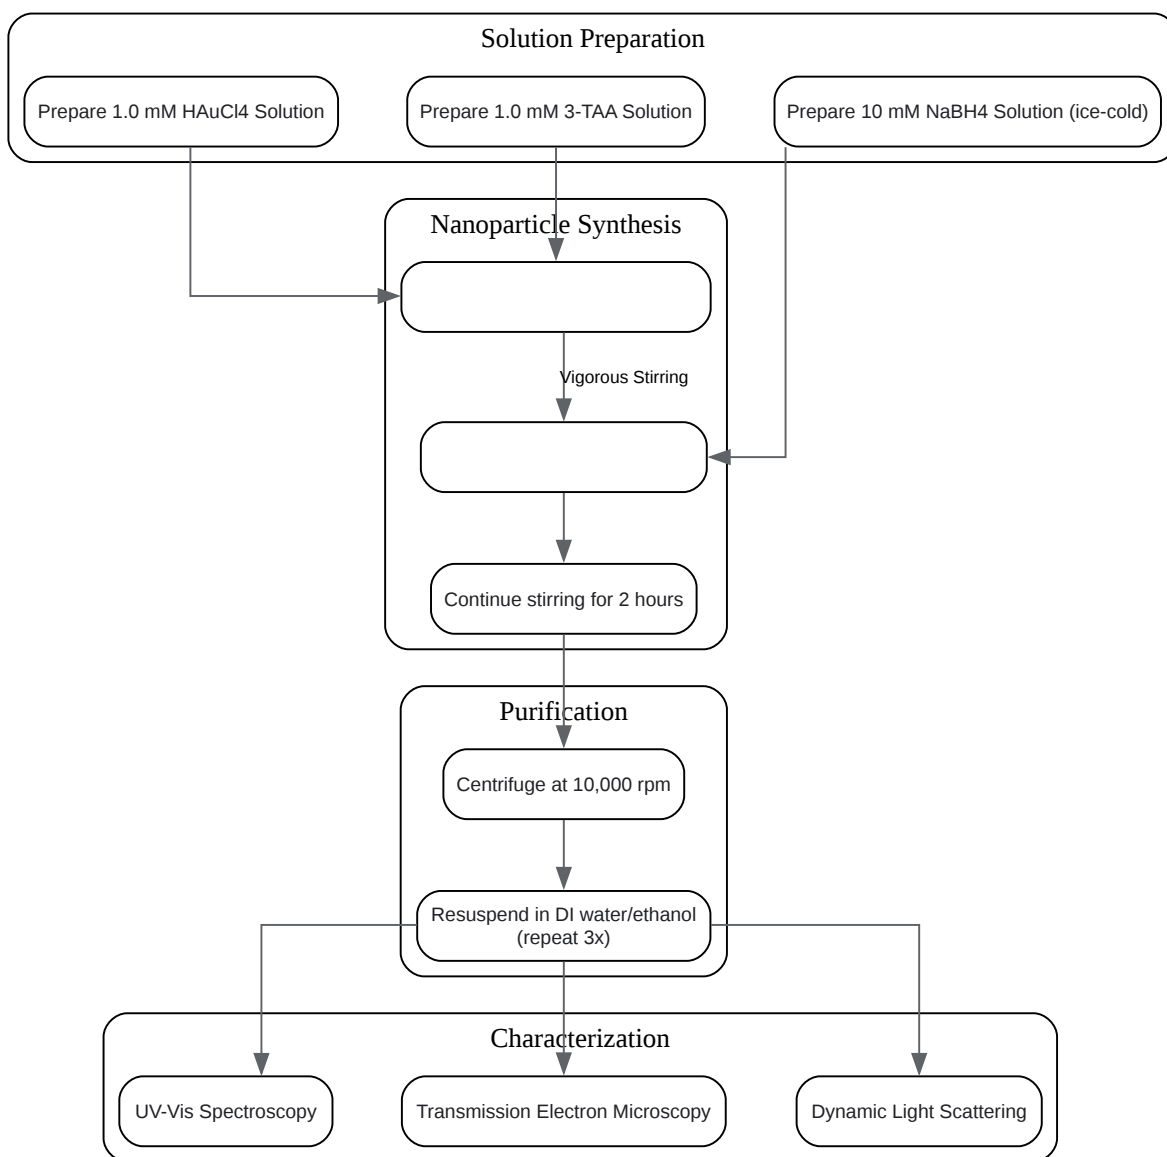 Solution Preparation
Prepare 1.0 mM HAuCl4 Solution
Prepare 1.0 mM 3-TAA Solution
Prepare 10 mM NaBH4 Solution (ice-cold)
Nanoparticle Synthesis
Vigorous Stirring
Continue stirring for 2 hours
Purification
Centrifuge at 10,000 rpm
Resuspend in DI water/ethanol
(repeat 3x)
Characterization
UV-Vis Spectroscopy
Transmission Electron Microscopy
Dynamic Light Scattering